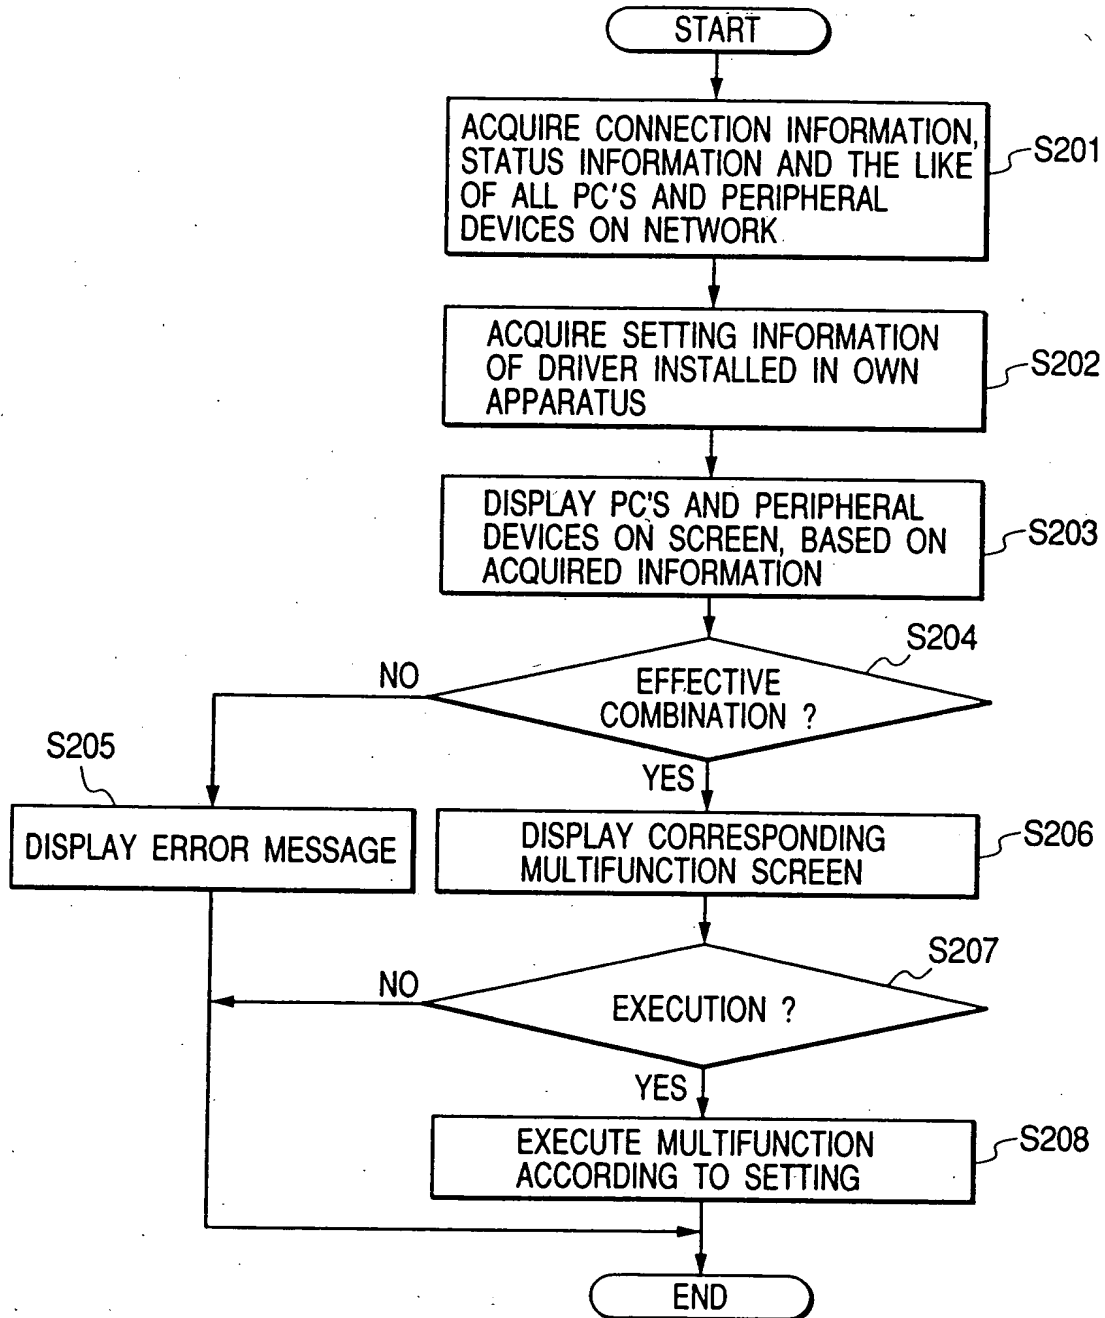 START
ACQUIRE CONNECTION INFORMATION,
STATUS INFORMATION AND THE LIKE
OF ALL PC'S AND PERIPHERAL
DEVICES ON NETWORK
S201
ACQUIRE SETTING INFORMATION
OF DRIVER INSTALLED IN OWN
APPARATUS
S202
DISPLAY PC'S AND PERIPHERAL
DEVICES ON SCREEN, BASED ON
ACQUIRED INFORMATION
S203
S204
EFFECTIVE
COMBINATION ?
NO
YES
S205
DISPLAY ERROR MESSAGE
DISPLAY CORRESPONDING
MULTIFUNCTION SCREEN
S206
S207
EXECUTION ?
NO
YES
EXECUTE MULTIFUNCTION
ACCORDING TO SETTING
S208
END